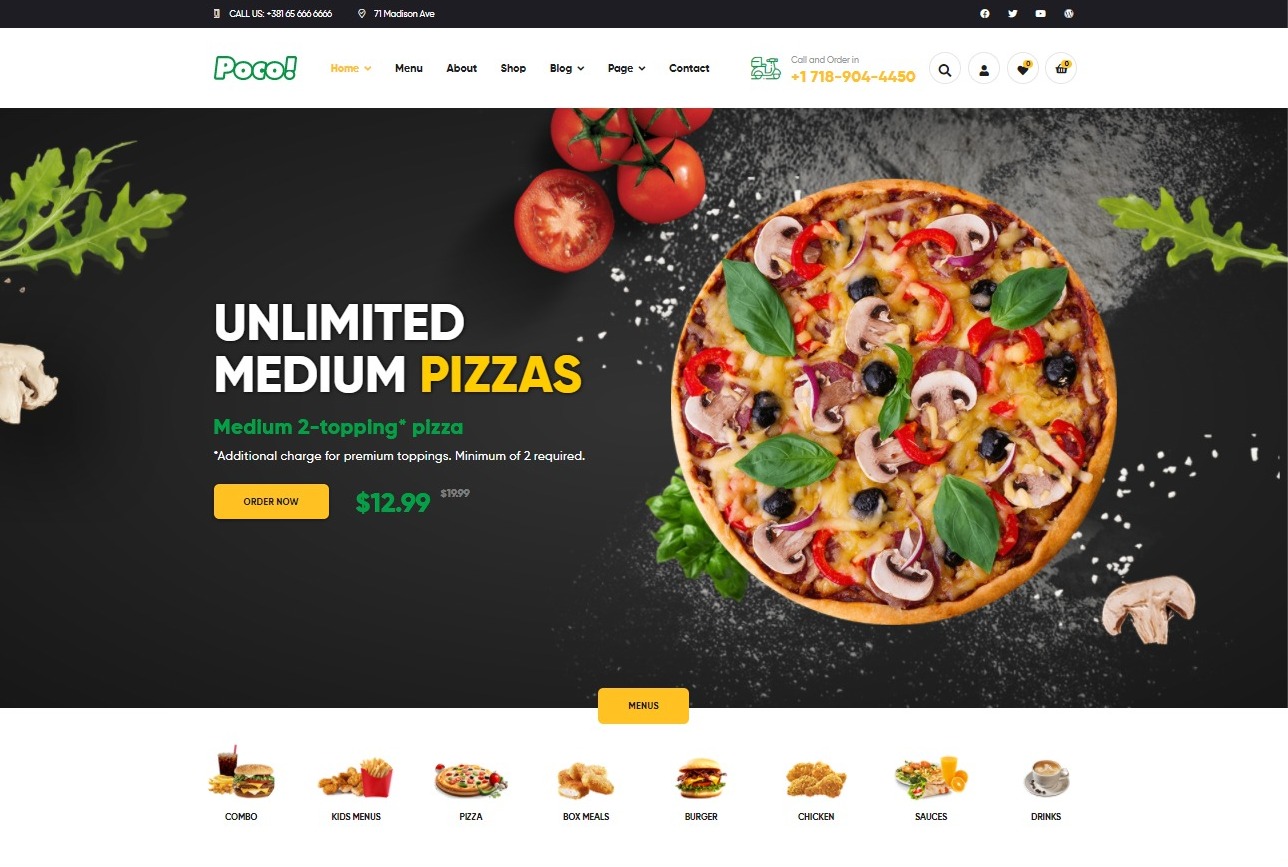 CALL US: +381 65 666 6666
71 Madison Ave
Poco!
Home
Menu
About
Shop
Blog
Page
Contact
Call and Order in
+1 718-904-4450
0
0
UNLIMITED
MEDIUM PIZZAS
Medium 2-topping* pizza
*Additional charge for premium toppings. Minimum of 2 required.
ORDER NOW
$12.99
$19.99
MENUS
COMBO
KIDS MENUS
PIZZA
BOX MEALS
BURGER
CHICKEN
SAUCES
DRINKS